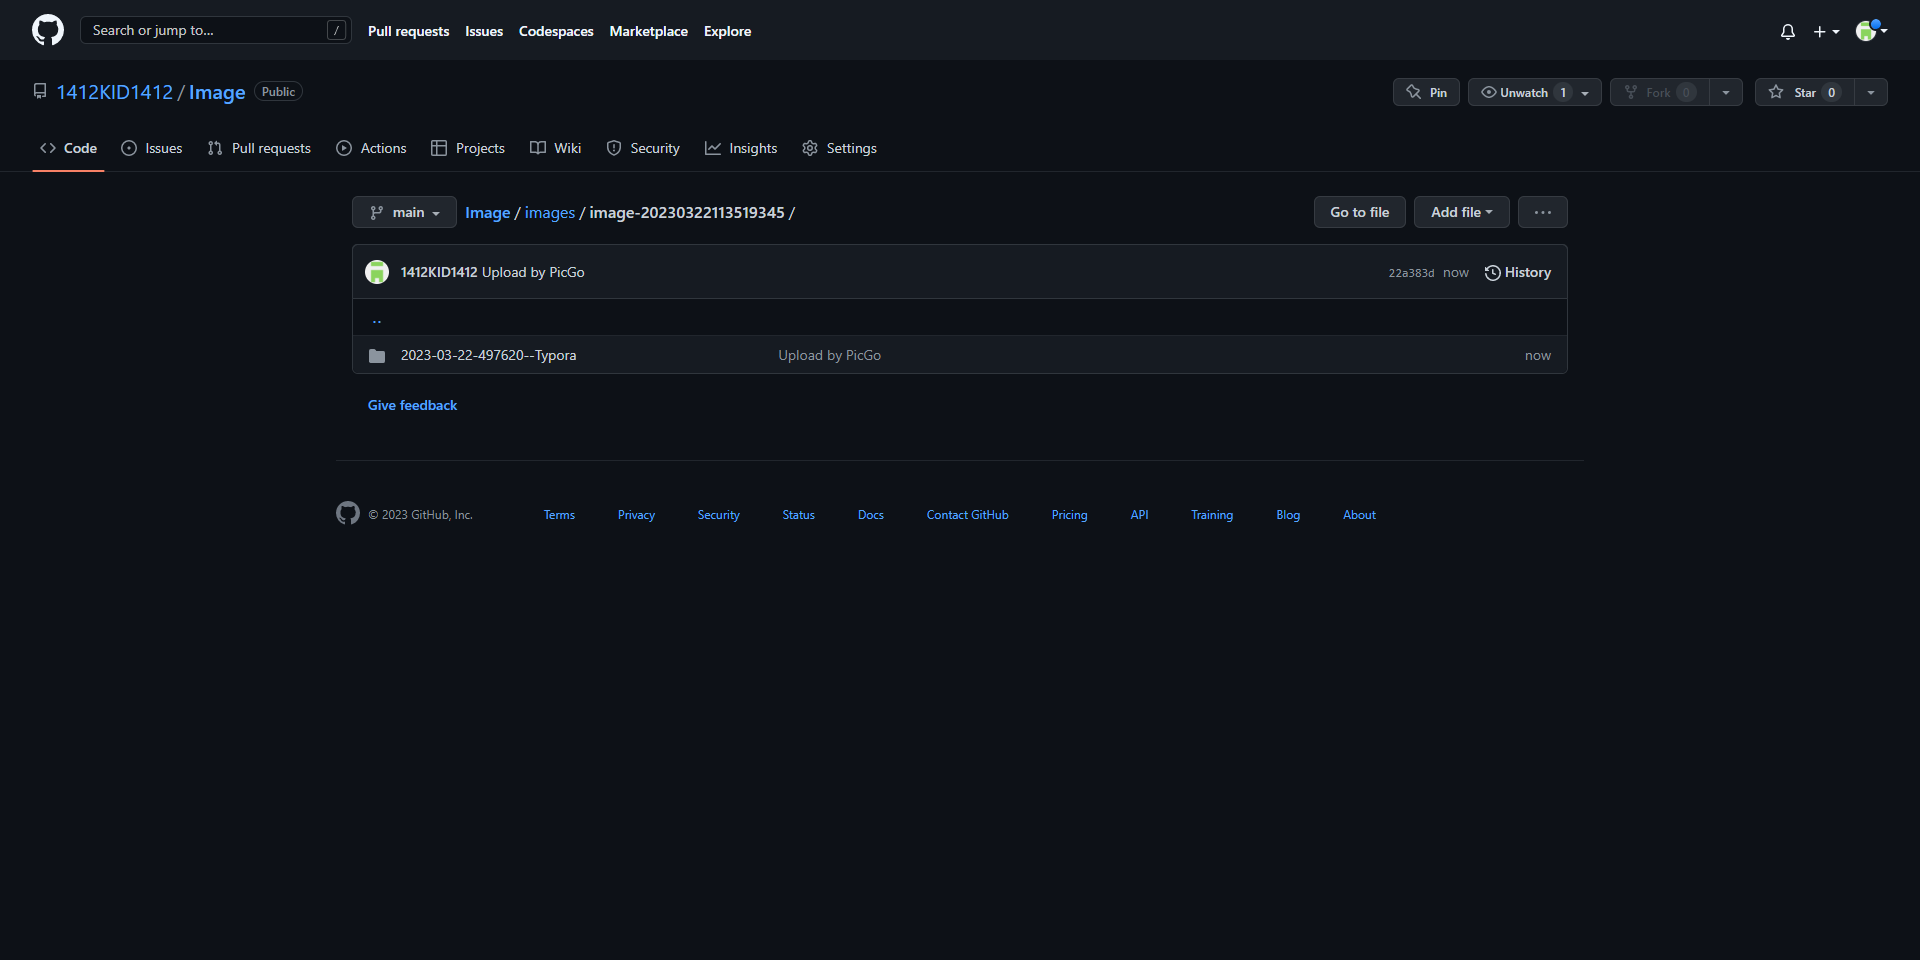 Search or jump to... /
Pull requests Issues Codespaces Marketplace Explore
1412KID1412 / Image Public
Pin Unwatch 1 Fork 0 Star 0
Code Issues Pull requests Actions Projects Wiki Security Insights Settings
main Image / images / image-20230322113519345 /
Go to file Add file ...
1412KID1412 Upload by PicGo 22a383d now History
..
2023-03-22-497620--Typora Upload by PicGo now
Give feedback
© 2023 GitHub, Inc. Terms Privacy Security Status Docs Contact GitHub Pricing API Training Blog About